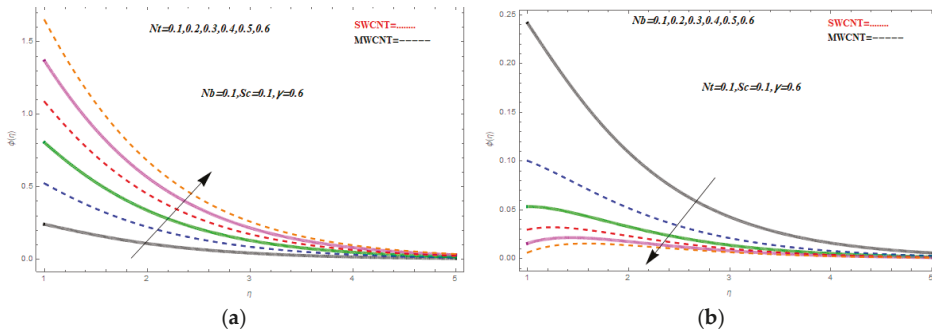 Nt=0.1,0.2,0.3,0.4,0.5,0.6
SWCNT=........
MWCNT=-----
Nb=0.1,Sc=0.1,γ=0.6
ϕ(η)
1.5
1.0
0.5
0.0
1 2 3 4 5
η
(a)
Nb=0.1,0.2,0.3,0.4,0.5,0.6
SWCNT=........
MWCNT=-----
Nt=0.1,Sc=0.1,γ=0.6
ϕ(η)
0.25
0.20
0.15
0.10
0.05
0.00
1 2 3 4 5
η
(b)